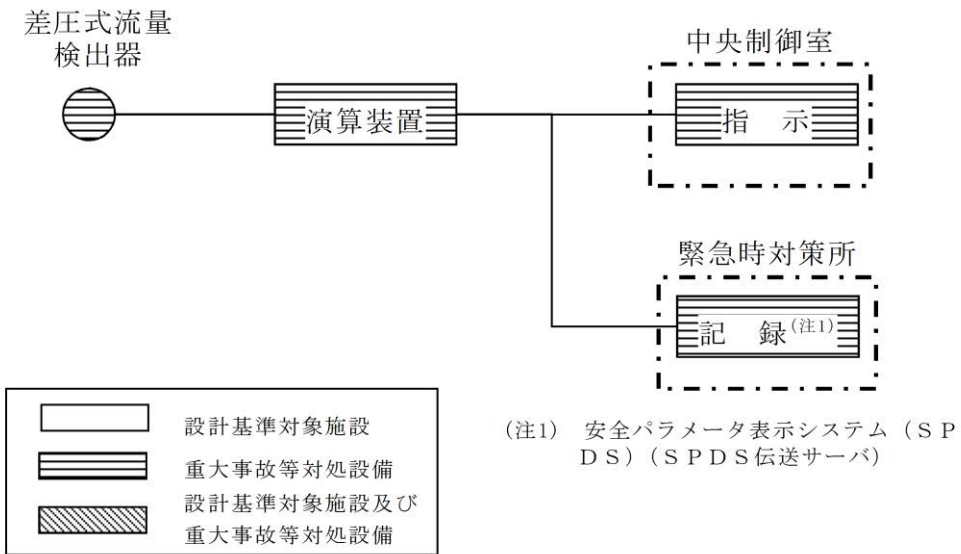 差圧式流量
検出器
演算装置
中央制御室
指　示
緊急時対策所
記　録(注1)
設計基準対象施設
重大事故等対処設備
設計基準対象施設及び
重大事故等対処設備
(注1)　安全パラメータ表示システム（ＳＰ
ＤＳ）（ＳＰＤＳ伝送サーバ）